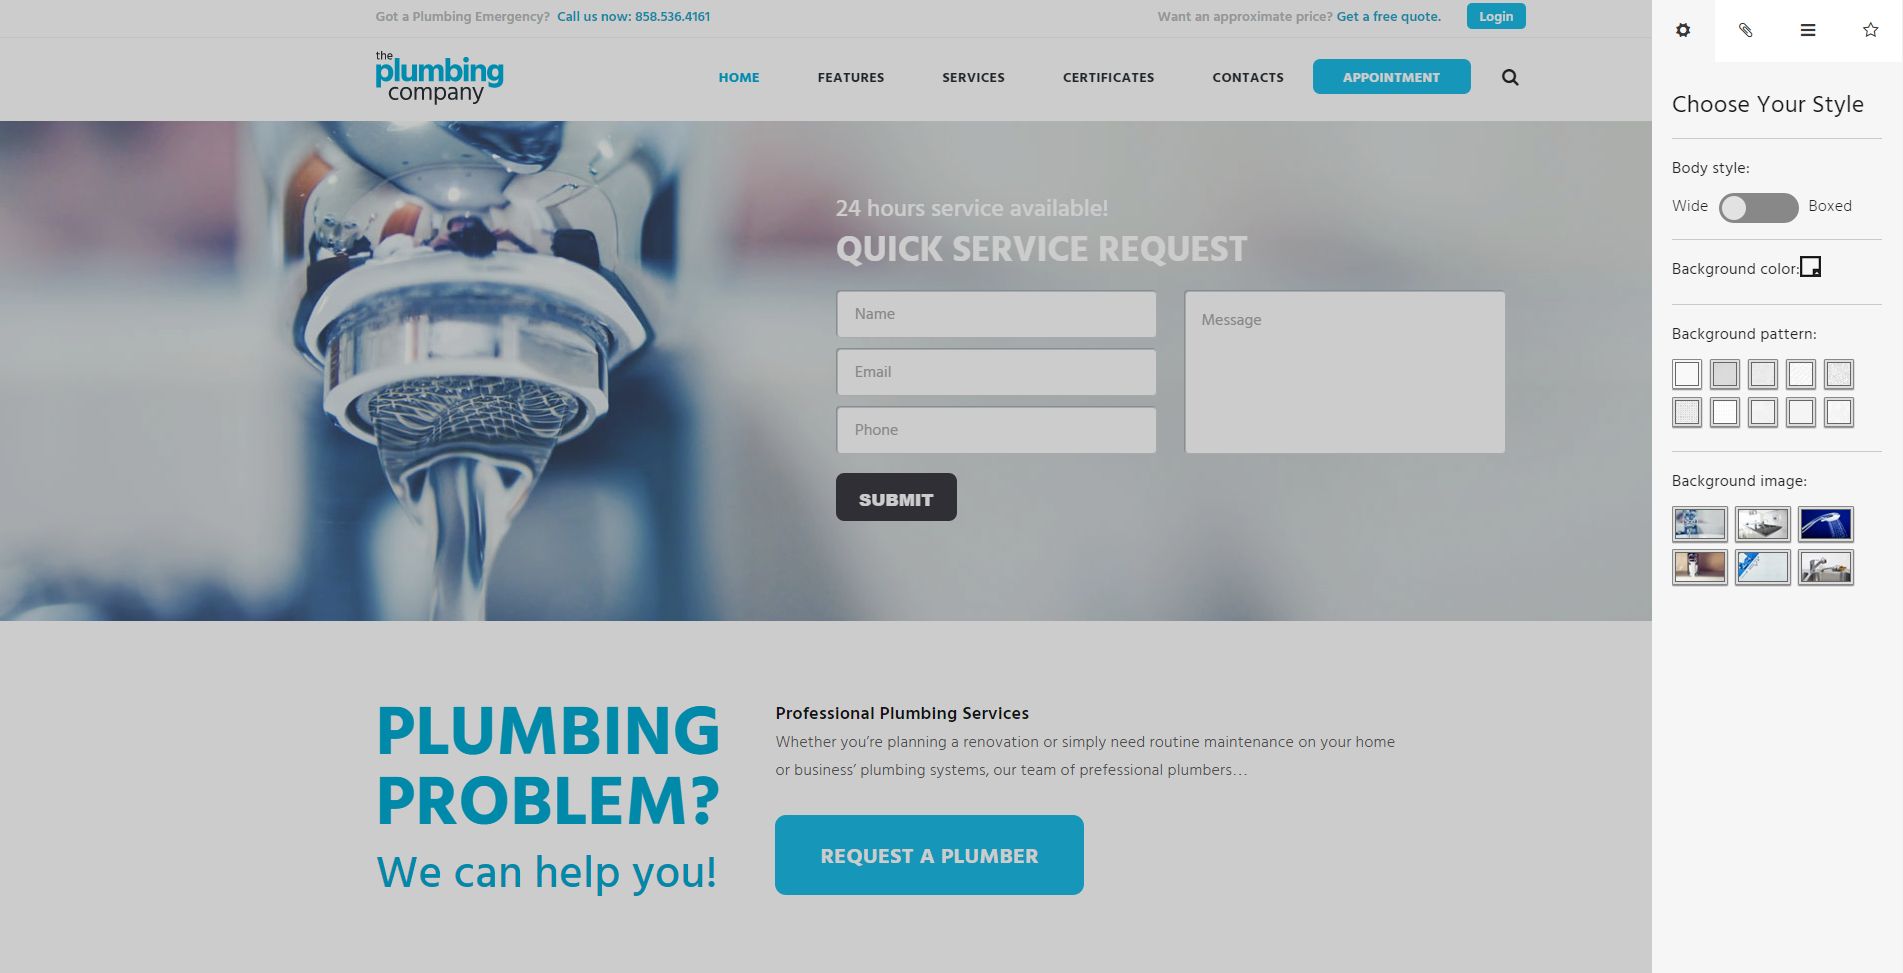 Got a Plumbing Emergency? Call us now: 858.536.4161
Want an approximate price? Get a free quote.
Login
the
plumbing
company
HOME
FEATURES
SERVICES
CERTIFICATES
CONTACTS
APPOINTMENT
24 hours service available!
QUICK SERVICE REQUEST
Name
Email
Phone
Message
SUBMIT
PLUMBING
PROBLEM?
We can help you!
Professional Plumbing Services
Whether you’re planning a renovation or simply need routine maintenance on your home
or business’ plumbing systems, our team of prefessional plumbers…
REQUEST A PLUMBER
Choose Your Style
Body style:
Wide
Boxed
Background color:
Background pattern:
Background image: